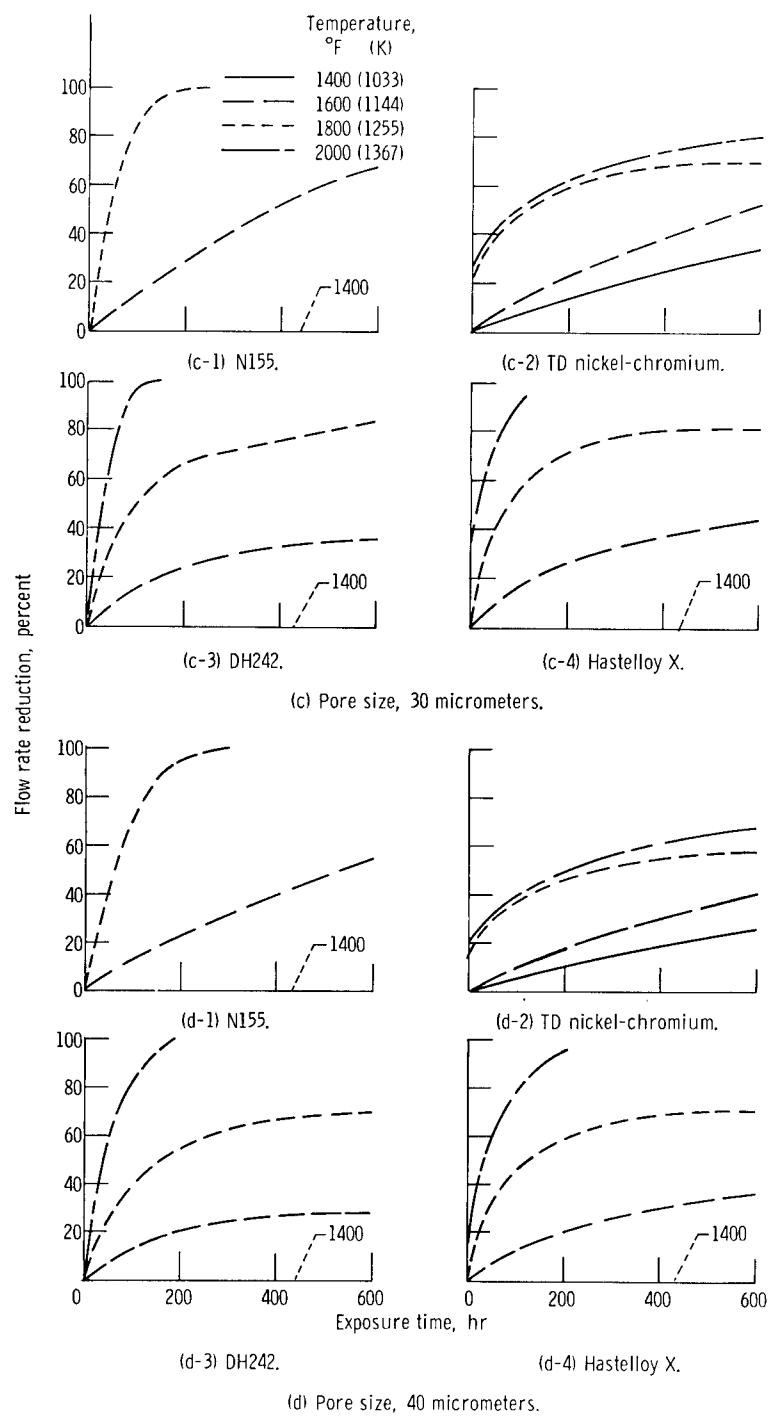 Temperature,
°F (K)
1400 (1033)
1600 (1144)
1800 (1255)
2000 (1367)
100
80
60
40
20
0
1400
(c-1) N155.
(c-2) TD nickel-chromium.
100
80
60
40
20
0
1400
1400
(c-3) DH242.
(c-4) Hastelloy X.
(c) Pore size, 30 micrometers.
Flow rate reduction, percent
100
80
60
40
20
0
1400
(d-1) N155.
(d-2) TD nickel-chromium.
100
80
60
40
20
1400
1400
0 200 400 600 0 200 400 600
Exposure time, hr
(d-3) DH242.
(d-4) Hastelloy X.
(d) Pore size, 40 micrometers.